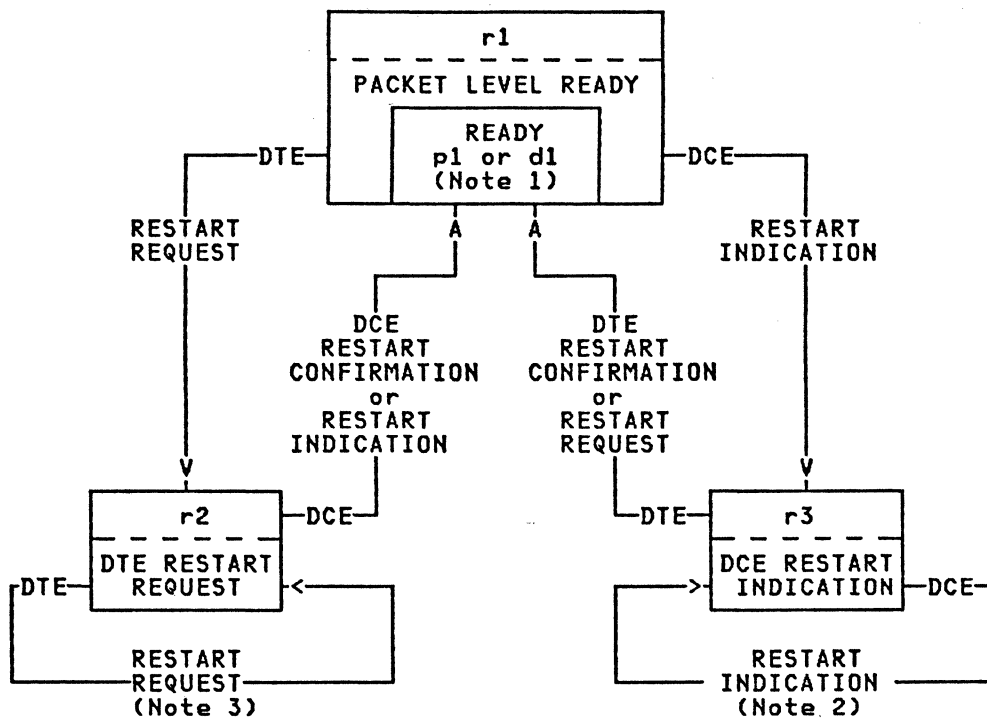 r1
PACKET LEVEL READY
READY
p1 or d1
(Note 1)
DTE
DCE
RESTART
REQUEST
A
A
RESTART
INDICATION
DCE
RESTART
CONFIRMATION
or
RESTART
INDICATION
DTE
RESTART
CONFIRMATION
or
RESTART
REQUEST
V
V
r2
DCE
DTE
r3
DTE RESTART
REQUEST
DTE
<
>
DCE RESTART
INDICATION
DCE
RESTART
REQUEST
(Note 3)
RESTART
INDICATION
(Note 2)